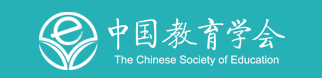 中国教育学会
The Chinese Society of Education